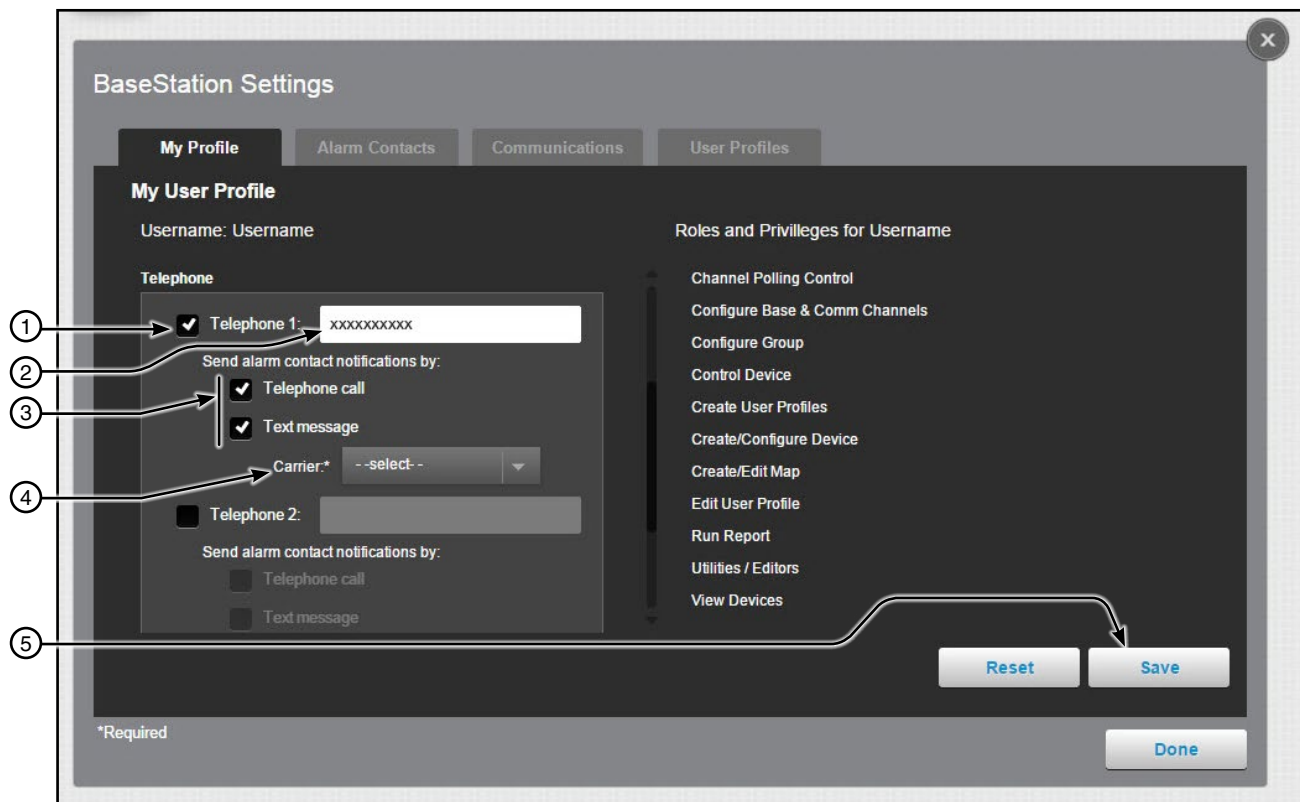 BaseStation Settings
My Profile
Alarm Contacts
Communications
User Profiles
My User Profile
Username: Username
Telephone
1
Telephone 1:
xxxxxxxxxx
2
Send alarm contact notifications by:
3
Telephone call
Text message
4
Carrier:*
- -select- -
Telephone 2:
Send alarm contact notifications by:
Telephone call
Text message
Roles and Privilleges for Username
Channel Polling Control
Configure Base & Comm Channels
Configure Group
Control Device
Create User Profiles
Create/Configure Device
Create/Edit Map
Edit User Profile
Run Report
Utilities / Editors
View Devices
5
Reset
Save
*Required
Done